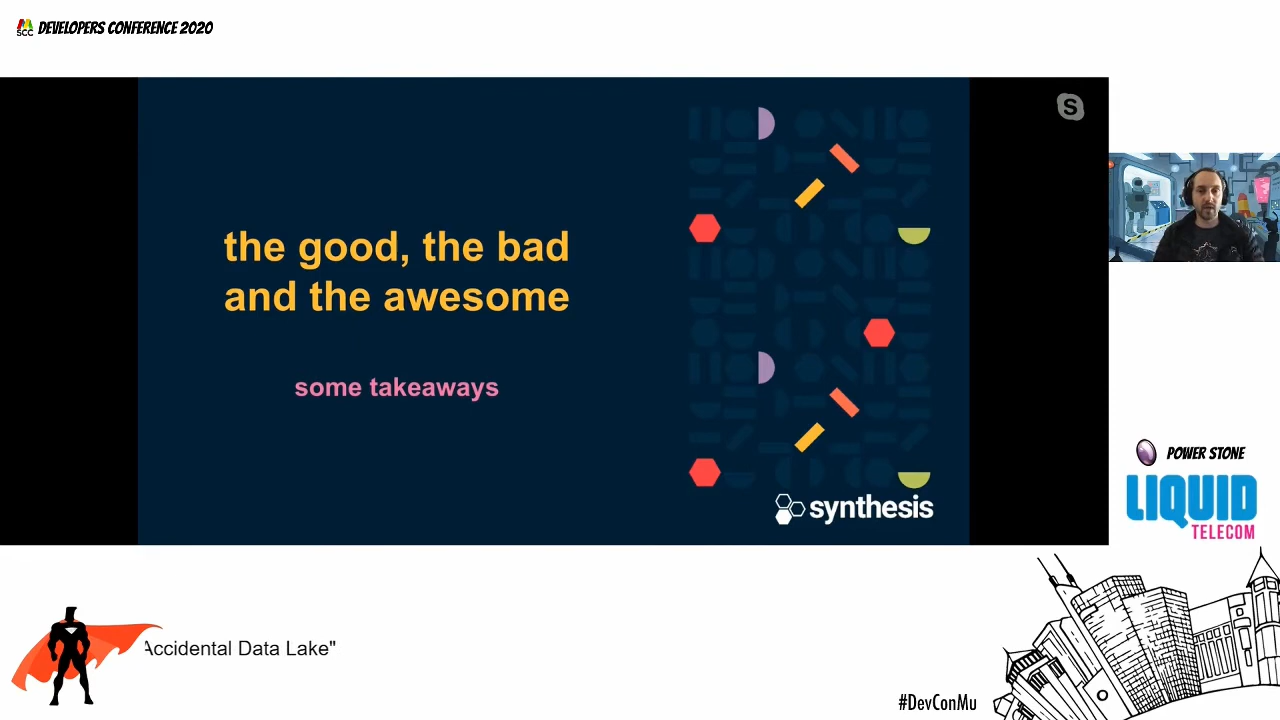 SCC DEVELOPERS CONFERENCE 2020
S
the good, the bad
and the awesome
some takeaways
synthesis
POWER STONE
LIQUID
TELECOM
Accidental Data Lake"
#DevConMu